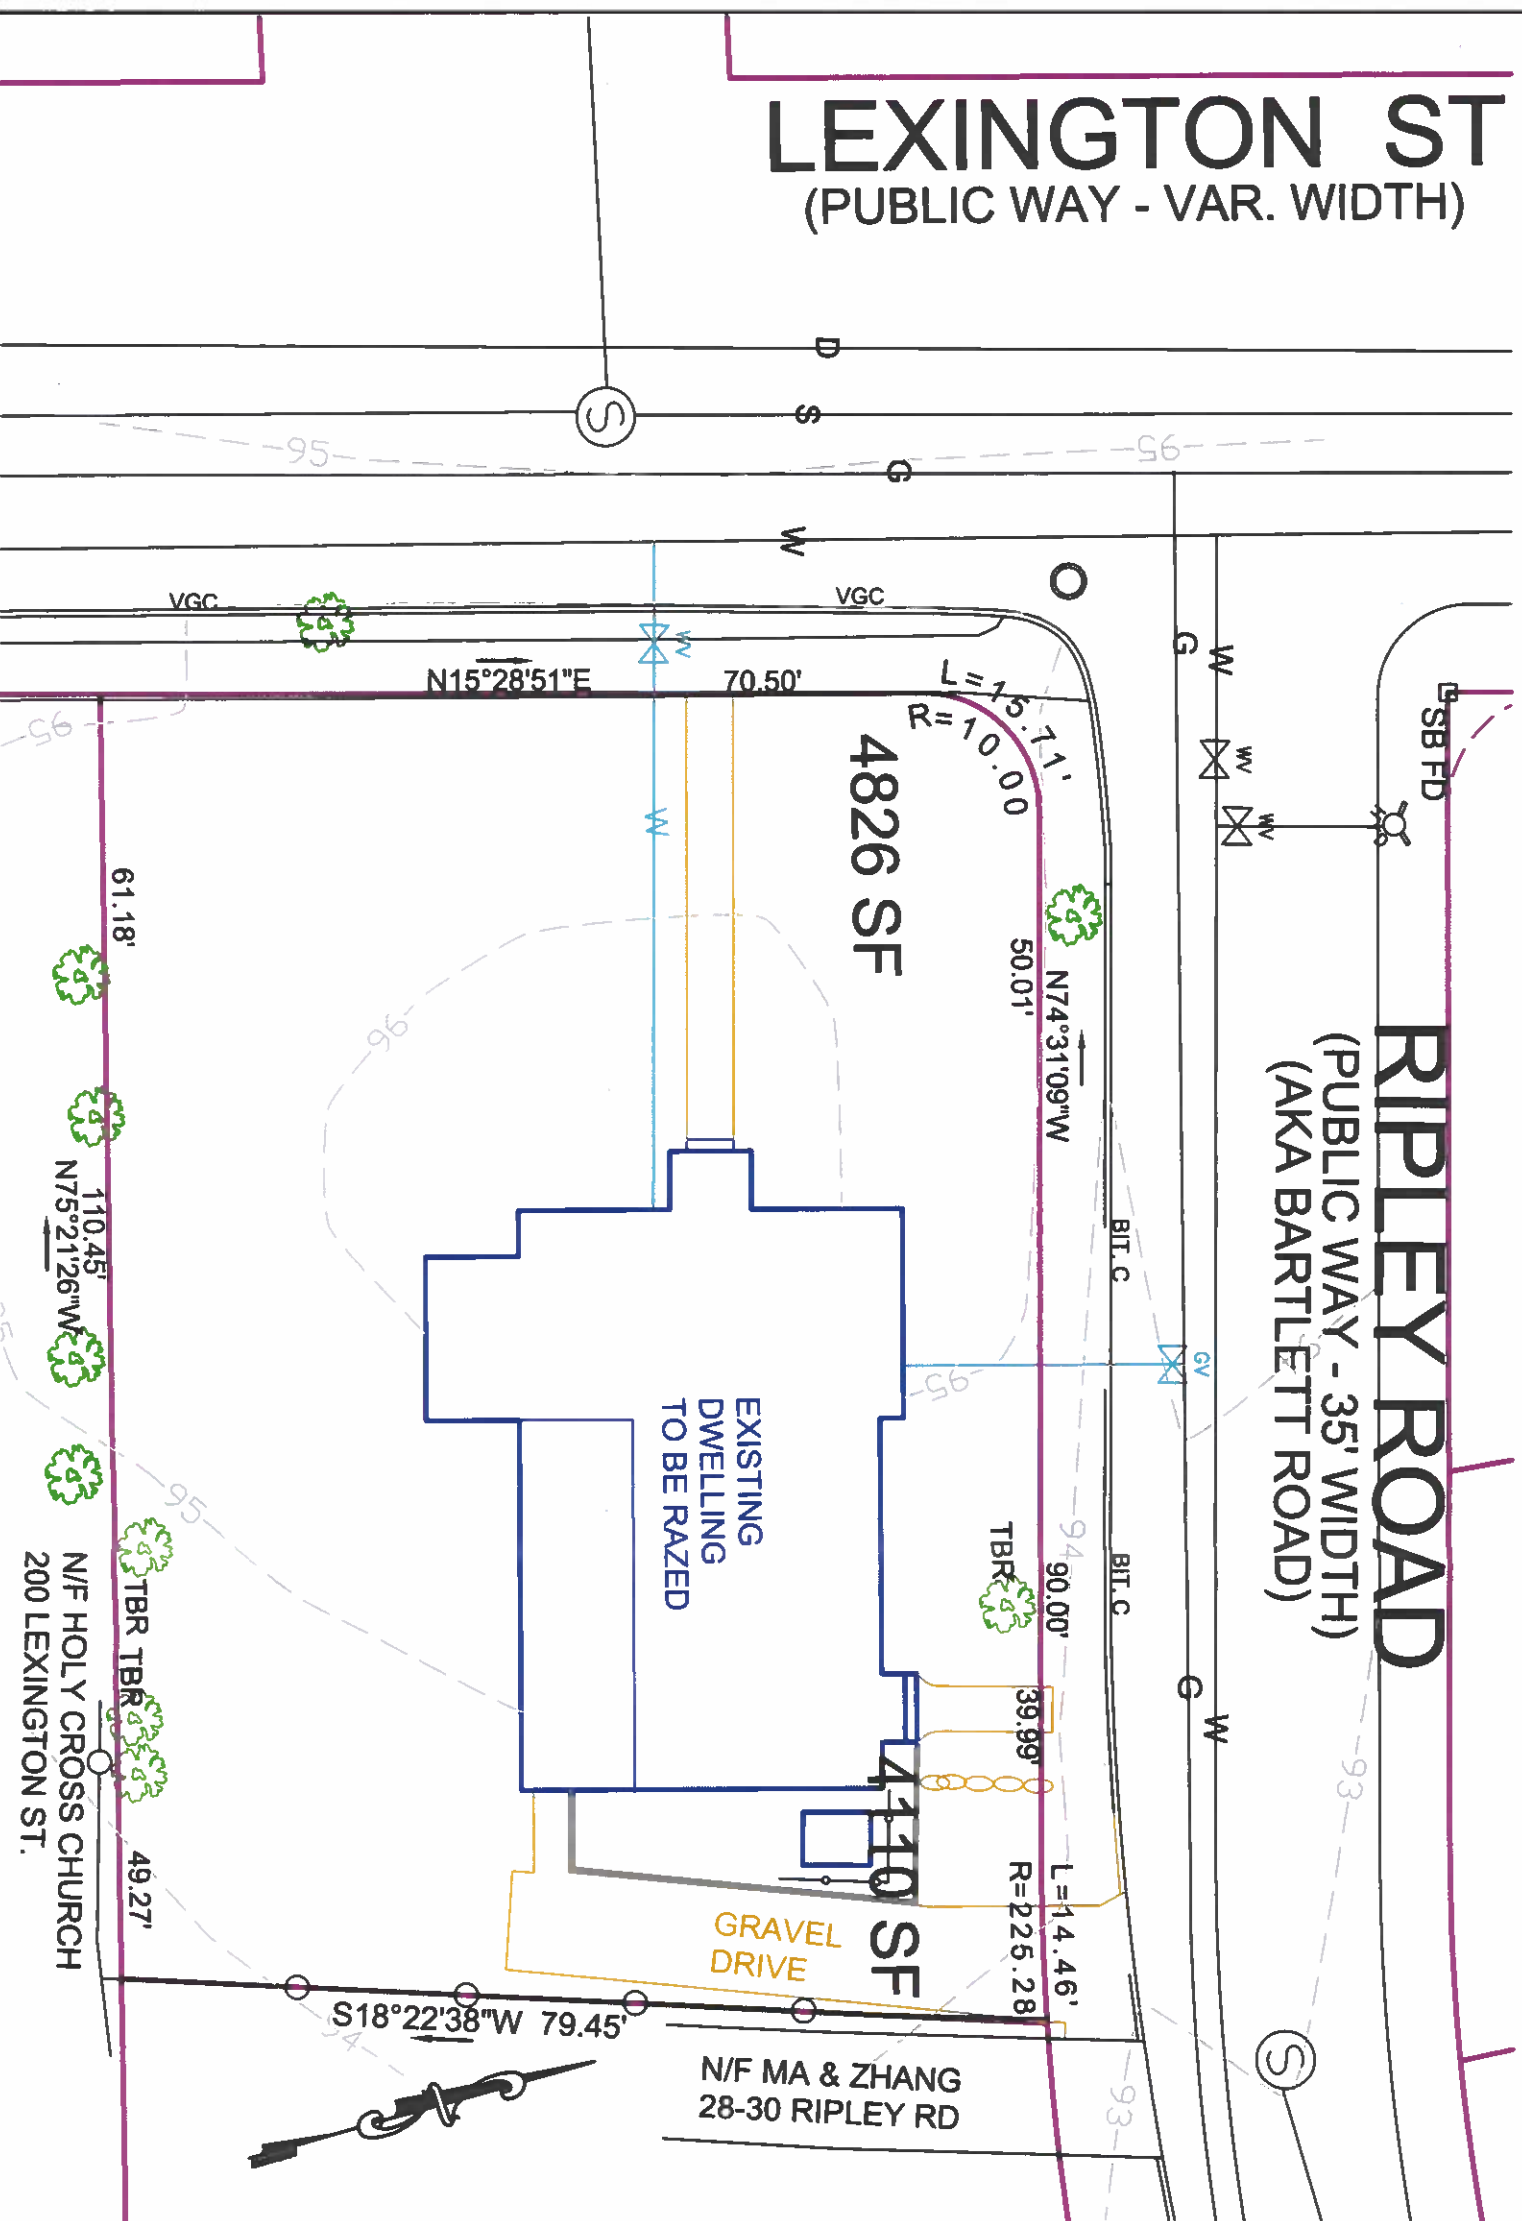 LEXINGTON ST
(PUBLIC WAY - VAR. WIDTH)
D
S
S
95
95
G
W
VGC
VGC
W
G
W
N15°28'51"E
70.50'
L=15.71'
R=10.00
SB FD
95
WV
WV
W
4826 SF
61.18'
50.01'
N74°31'09"W
96
RIPLEY ROAD
(PUBLIC WAY - 35' WIDTH)
(AKA BARTLETT ROAD)
110.45'
N75°21'26"W
BIT. C
GV
95
95
EXISTING
DWELLING
TO BE RAZED
95
94
TBR
90.00'
BIT. C
TBR
TBR
N/F HOLY CROSS CHURCH
200 LEXINGTON ST.
39.99'
G
W
93
4110 SF
49.27'
L=14.46'
R=225.28
GRAVEL
DRIVE
S18°22'38"W 79.45'
94
N/F MA & ZHANG
28-30 RIPLEY RD
93
S
N